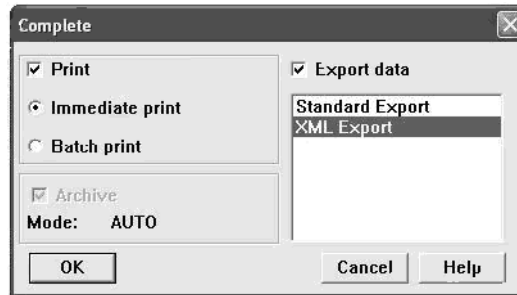 Complete
Print
Immediate print
Batch print
Archive
Mode: AUTO
Export data
Standard Export
XML Export
OK
Cancel
Help